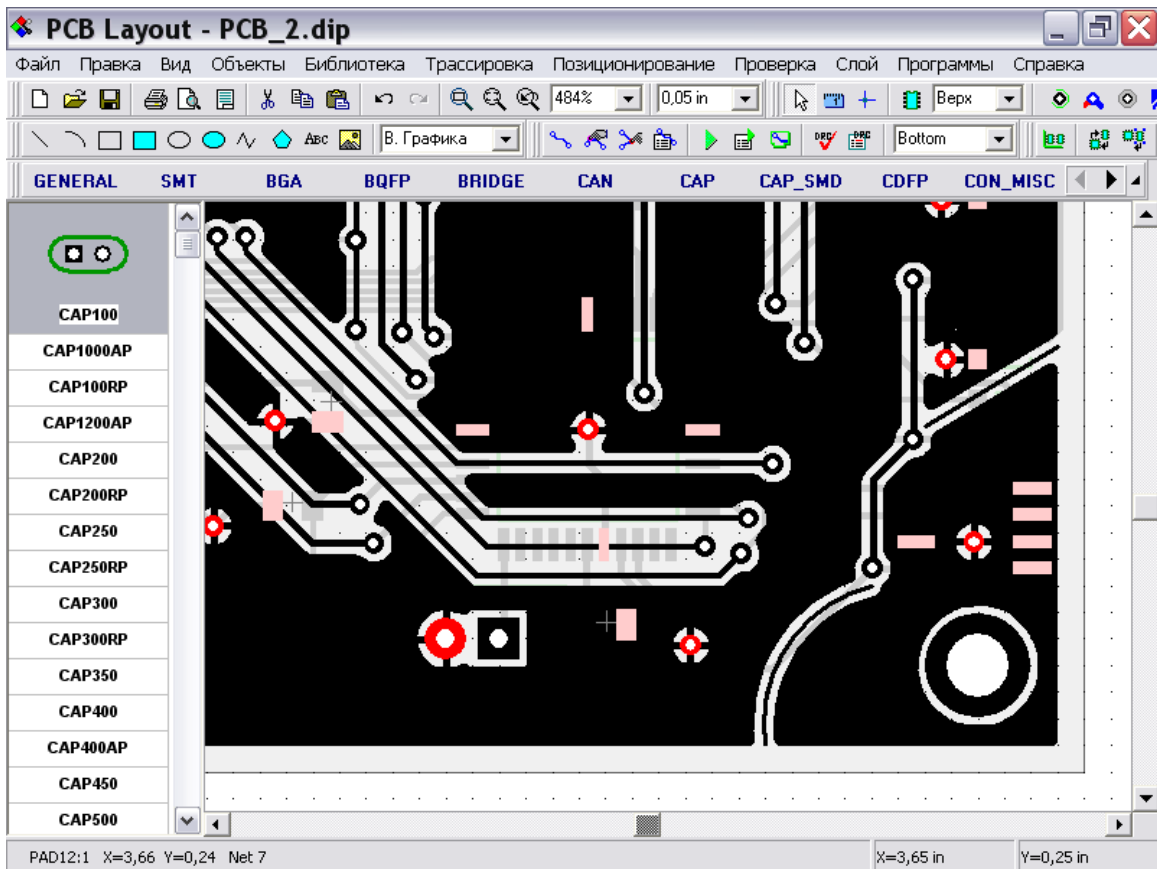 PCB Layout - PCB_2.dip
Файл Правка Вид Объекты Библиотека Трассировка Позиционирование Проверка Слой Программы Справка
484% 0,05 in Верх
ABC В. Графика DRC DRC Bottom
GENERAL SMT BGA BQFP BRIDGE CAN CAP CAP_SMD CDFP CON_MISC
CAP100
CAP1000AP
CAP100RP
CAP1200AP
CAP200
CAP200RP
CAP250
CAP250RP
CAP300
CAP300RP
CAP350
CAP400
CAP400AP
CAP450
CAP500
PAD12:1 X=3,66 Y=0,24 Net 7 X=3,65 in Y=0,25 in